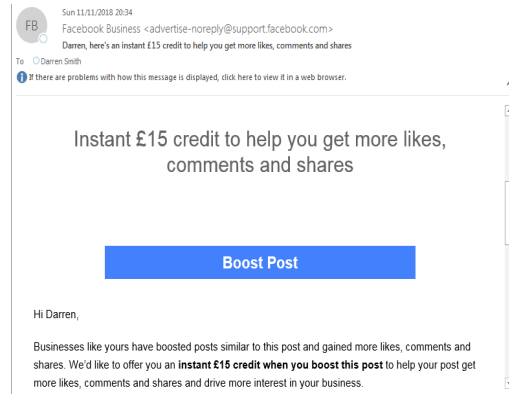 Sun 11/11/2018 20:34
FB
Facebook Business <advertise-noreply@support.facebook.com>
Darren, here's an instant £15 credit to help you get more likes, comments and shares
To Darren Smith
If there are problems with how this message is displayed, click here to view it in a web browser.
Instant £15 credit to help you get more likes,
comments and shares
Boost Post
Hi Darren,
Businesses like yours have boosted posts similar to this post and gained more likes, comments and
shares. We'd like to offer you an instant £15 credit when you boost this post to help your post get
more likes, comments and shares and drive more interest in your business.